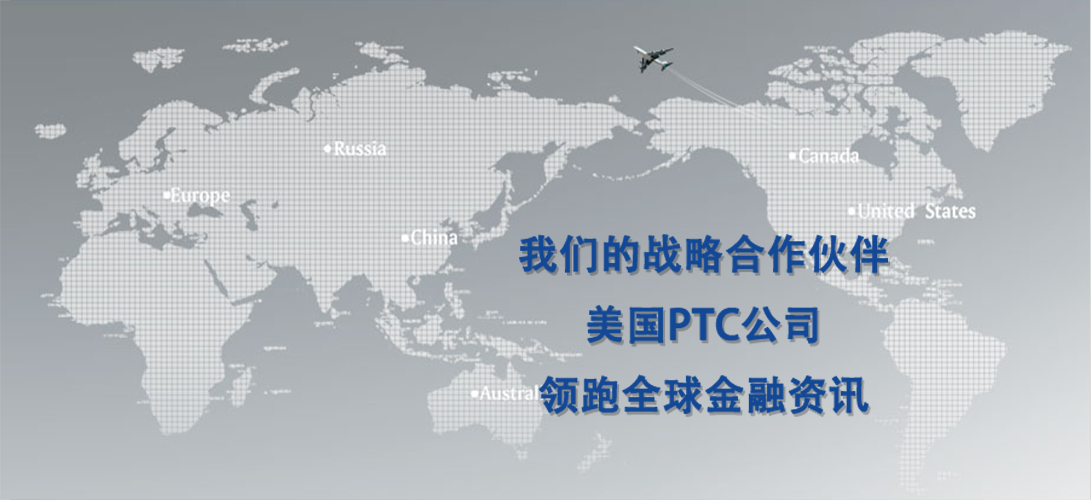 Russia
Canada
Europe
United States
China
我们的战略合作伙伴
美国PTC公司
Austral
领跑全球金融资讯